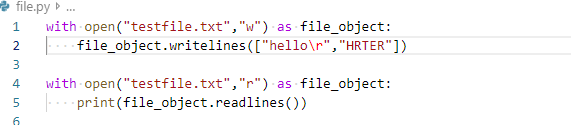 file.py > ...
1 with open("testfile.txt","w") as file_object:
2     file_object.writelines(["hello\r","HRTER"])
3
4 with open("testfile.txt","r") as file_object:
5     print(file_object.readlines())
6